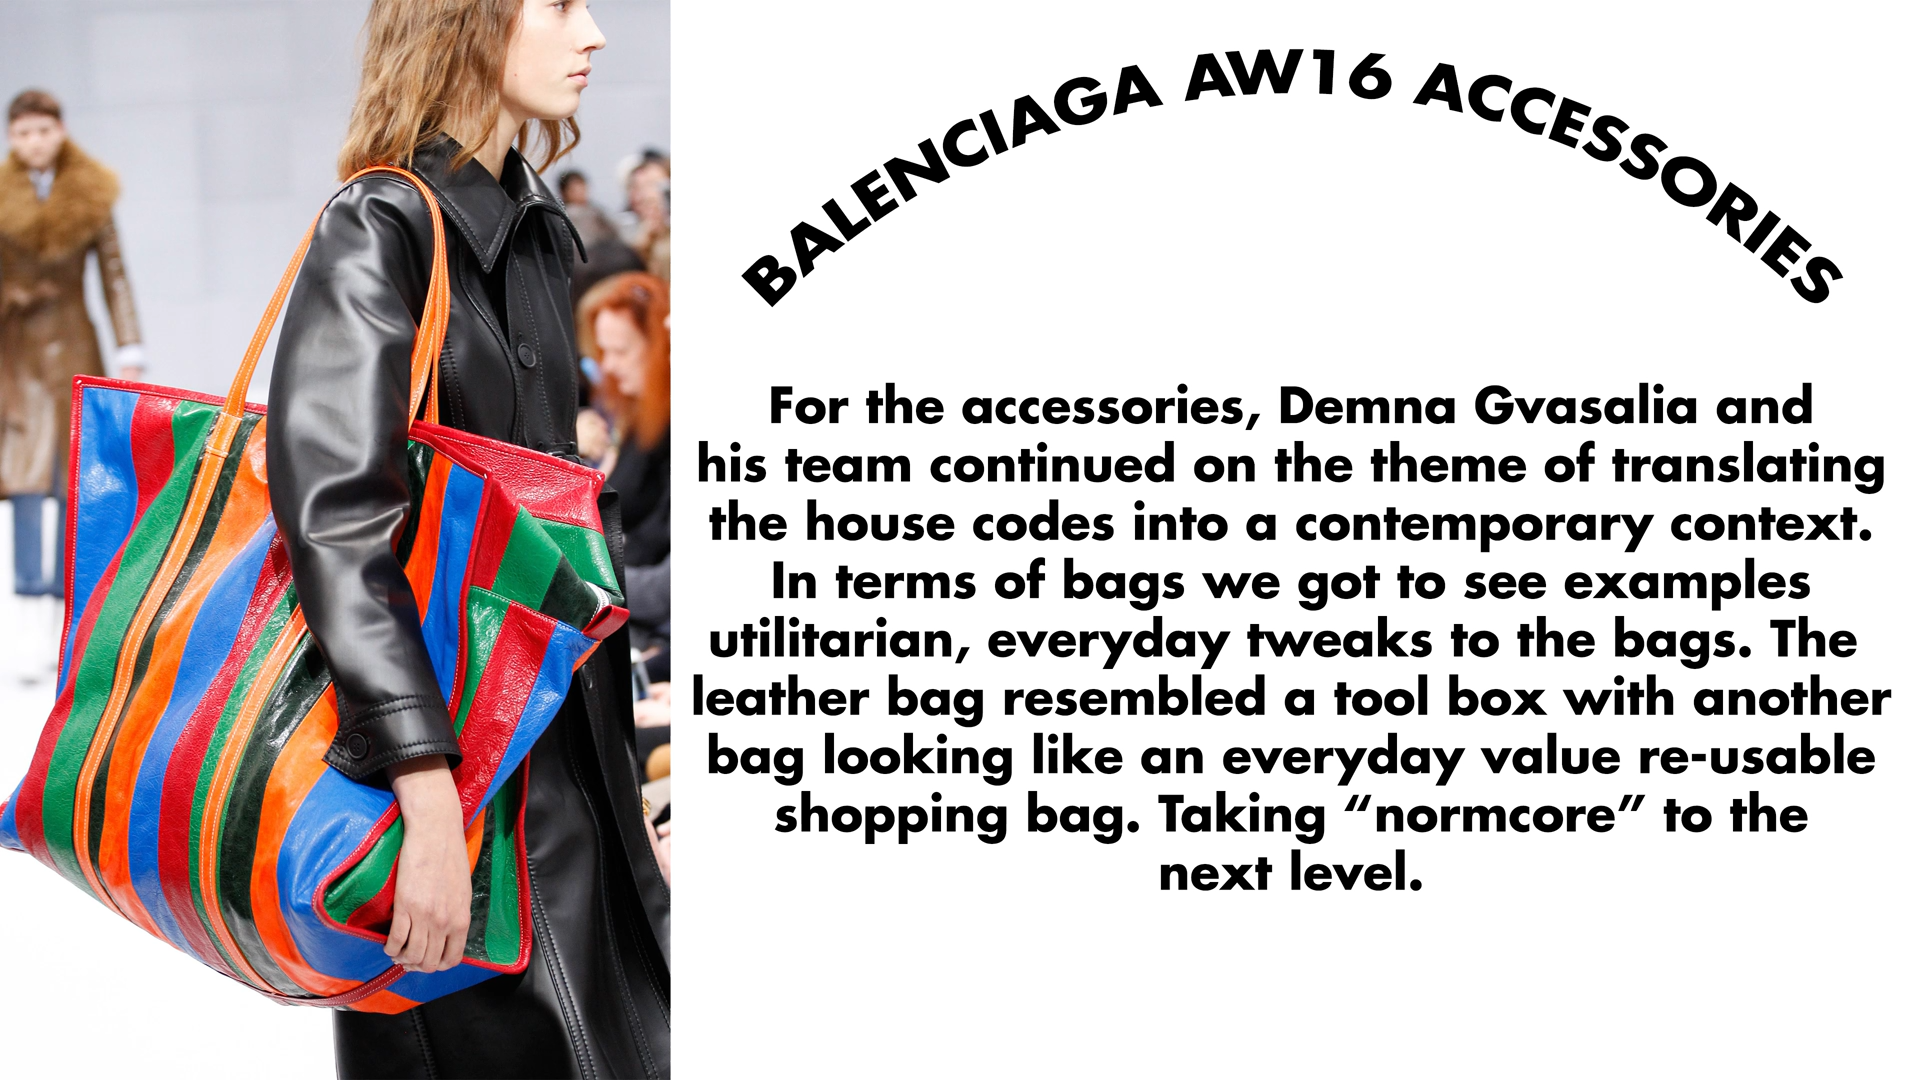 BALENCIAGA AW16 ACCESSORIES
For the accessories, Demna Gvasalia and
his team continued on the theme of translating
the house codes into a contemporary context.
In terms of bags we got to see examples
utilitarian, everyday tweaks to the bags. The
leather bag resembled a tool box with another
bag looking like an everyday value re-usable
shopping bag. Taking “normcore” to the
next level.